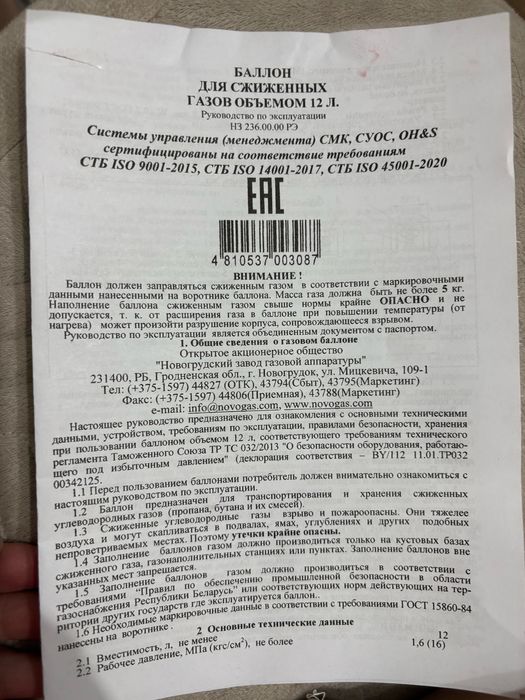 БАЛЛОН
ДЛЯ СЖИЖЕННЫХ
ГАЗОВ ОБЪЕМОМ 12 Л.
Руководство по эксплуатации
НЗ 236.00.00 РЭ
Системы управления (менеджмента) СМК, СУОС, OH&S
сертифицированы на соответствие требованиям
СТБ ISO 9001-2015, СТБ ISO 14001-2017, СТБ ISO 45001-2020
ЕАС
4 810537 003087
ВНИМАНИЕ !
Баллон должен заправляться сжиженным газом в соответствии с маркировочными
данными нанесенными на воротнике баллона. Масса газа должна быть не более 5 кг.
Наполнение баллона сжиженным газом свыше нормы крайне ОПАСНО и не
допускается, т. к. от расширения газа в баллоне при повышении температуры (от
нагрева) может произойти разрушение корпуса, сопровождающееся взрывом.
Руководство по эксплуатации является объединенным документом с паспортом.
1. Общие сведения о газовом баллоне
Открытое акционерное общество
"Новогрудский завод газовой аппаратуры"
231400, РБ, Гродненская обл., г. Новогрудок, ул. Мицкевича, 109-1
Тел: (+375-1597) 44827 (ОТК), 43794(Сбыт), 43795(Маркетинг)
Факс: (+375-1597) 44806(Приемная), 43788(Маркетинг)
e-mail: info@novogas.com, www.novogas.com
Настоящее руководство предназначено для ознакомления с основными техническими
данными, устройством, требованиям по эксплуатации, правилами безопасности, хранения
при пользовании баллоном объемом 12 л, соответствующего требованиям технического
регламента Таможенного Союза ТР ТС 032/2013 "О безопасности оборудования, работаю-
щего под избыточным давлением" (декларация соответствия – BY/112 11.01.ТР032
00342125.
1.1 Перед пользованием баллонами потребитель должен внимательно ознакомиться с
настоящим руководством по эксплуатации.
1.2 Баллон предназначен для транспортирования и хранения сжиженных
углеводородных газов (пропана, бутана и их смесей).
1.3 Сжиженные углеводородные газы взрыво и пожароопасны. Они тяжелее
воздуха и могут скапливаться в подвалах, ямах, углублениях и других подобных
непроветриваемых местах. Поэтому утечки крайне опасны.
1.4 Заполнение баллонов газом должно производиться только на кустовых базах
сжиженного газа, газонаполнительных станциях или пунктах. Заполнение баллонов вне
указанных мест запрещается.
1.5 Заполнение баллонов газом должно производиться в соответствии с
требованиями "Правил по обеспечению промышленной безопасности в области
газоснабжения Республики Беларусь" или соответствующих норм действующих на тер-
ритории других государств где эксплуатируется баллон.
1.6 Необходимые маркировочные данные в соответствии с требованиями ГОСТ 15860-84
нанесены на воротнике.
2 Основные технические данные
2.1 Вместимость, л, не менее 12
2.2 Рабочее давление, МПа (кгс/см²), не более 1,6 (16)